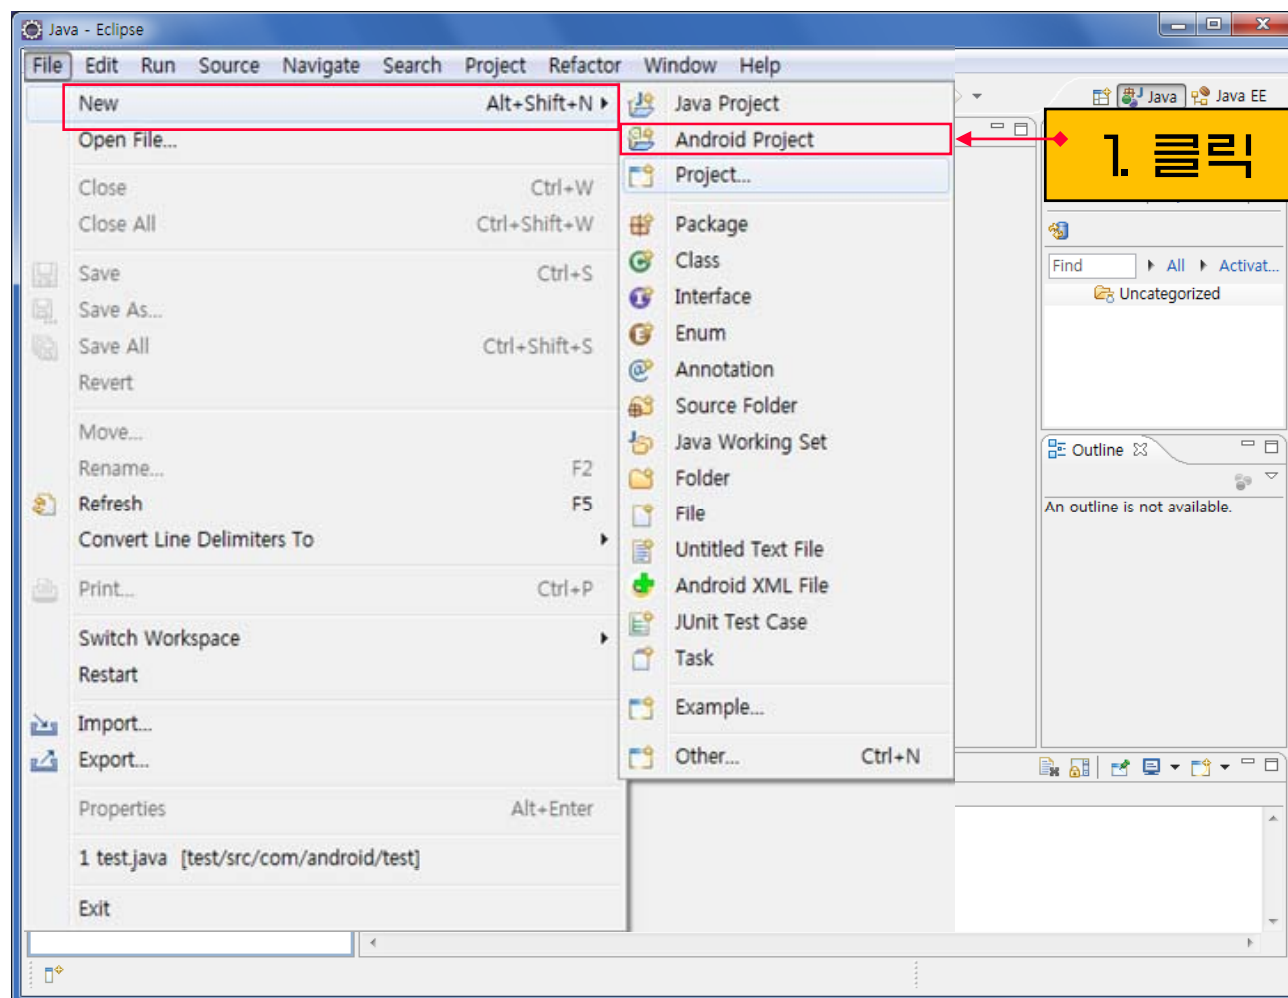 Java - Eclipse
File Edit Run Source Navigate Search Project Refactor Window Help
New Alt+Shift+N
Open File...
Close Ctrl+W
Close All Ctrl+Shift+W
Save Ctrl+S
Save As...
Save All Ctrl+Shift+S
Revert
Move...
Rename... F2
Refresh F5
Convert Line Delimiters To
Print... Ctrl+P
Switch Workspace
Restart
Import...
Export...
Properties Alt+Enter
1 test.java [test/src/com/android/test]
Exit
Java Project
Android Project
Project...
Package
Class
Interface
Enum
Annotation
Source Folder
Java Working Set
Folder
File
Untitled Text File
Android XML File
JUnit Test Case
Task
Example...
Other... Ctrl+N
Java Java EE
1. 클릭
Find All Activat...
Uncategorized
Outline
An outline is not available.